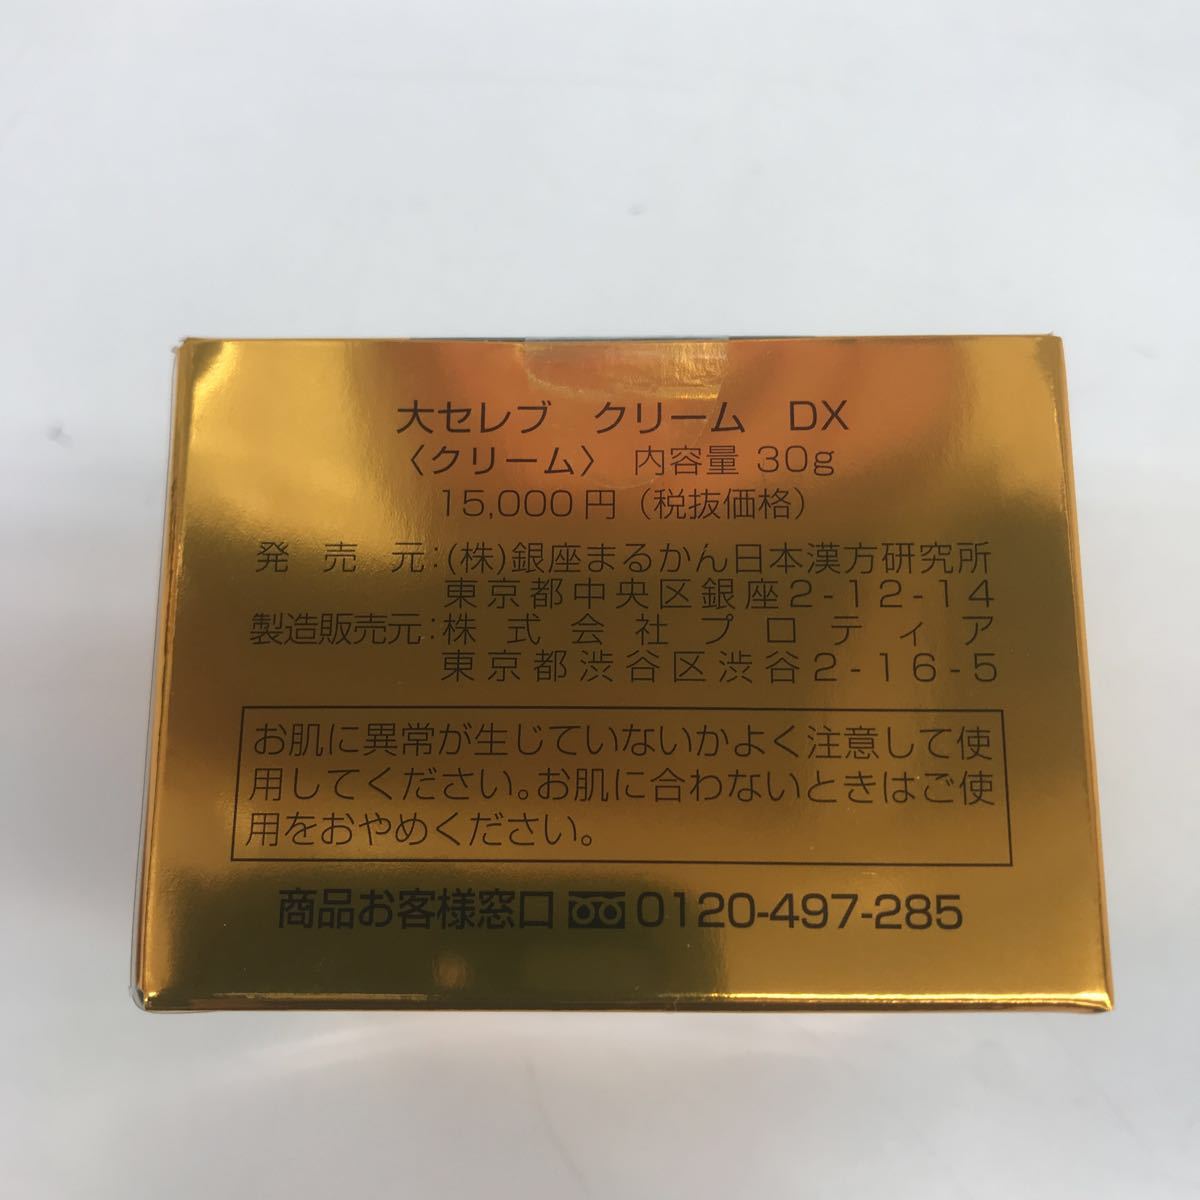 大セレブ　クリーム　DX
〈クリーム〉 内容量 30g
15,000円（税抜価格）
発　売　元：(株)銀座まるかん日本漢方研究所
東京都中央区銀座2-12-14
製造販売元：株式会社プロティア
東京都渋谷区渋谷2-16-5
お肌に異常が生じていないかよく注意して使
用してください。お肌に合わないときはご使
用をおやめください。
商品お客様窓口 0120-497-285